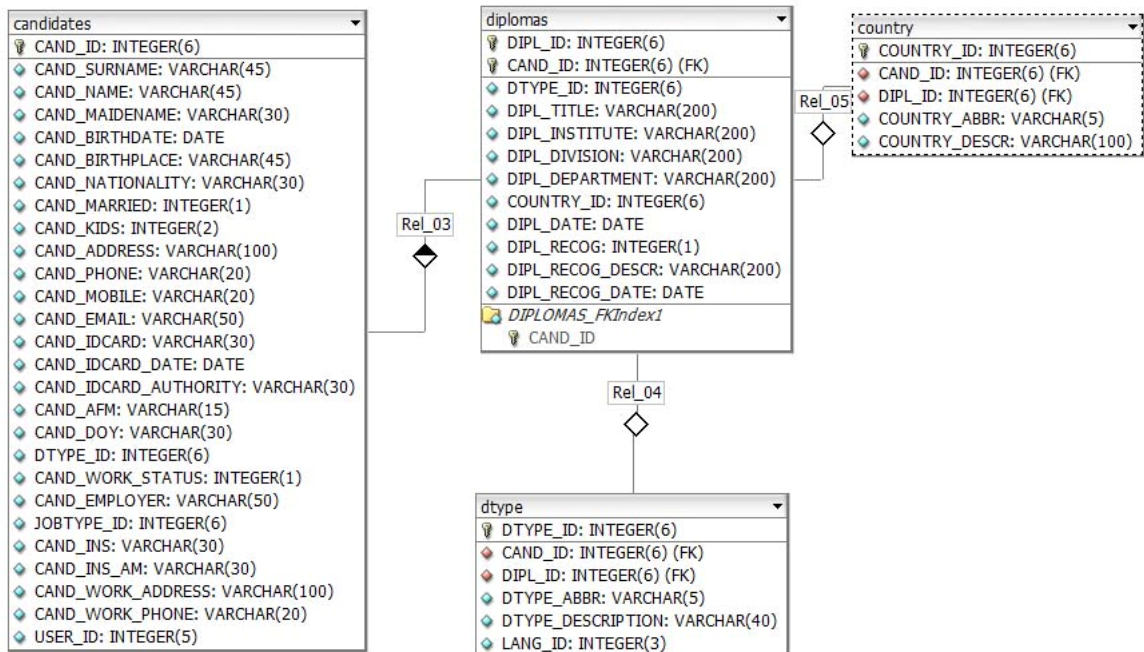 candidates
CAND_ID: INTEGER(6)
CAND_SURNAME: VARCHAR(45)
CAND_NAME: VARCHAR(45)
CAND_MAIDENAME: VARCHAR(30)
CAND_BIRTHDATE: DATE
CAND_BIRTHPLACE: VARCHAR(45)
CAND_NATIONALITY: VARCHAR(30)
CAND_MARRIED: INTEGER(1)
CAND_KIDS: INTEGER(2)
CAND_ADDRESS: VARCHAR(100)
CAND_PHONE: VARCHAR(20)
CAND_MOBILE: VARCHAR(20)
CAND_EMAIL: VARCHAR(50)
CAND_IDCARD: VARCHAR(30)
CAND_IDCARD_DATE: DATE
CAND_IDCARD_AUTHORITY: VARCHAR(30)
CAND_AFM: VARCHAR(15)
CAND_DOY: VARCHAR(30)
DTYPE_ID: INTEGER(6)
CAND_WORK_STATUS: INTEGER(1)
CAND_EMPLOYER: VARCHAR(50)
JOBTYPE_ID: INTEGER(6)
CAND_INS: VARCHAR(30)
CAND_INS_AM: VARCHAR(30)
CAND_WORK_ADDRESS: VARCHAR(100)
CAND_WORK_PHONE: VARCHAR(20)
USER_ID: INTEGER(5)
Rel_03
diplomas
DIPL_ID: INTEGER(6)
CAND_ID: INTEGER(6) (FK)
DTYPE_ID: INTEGER(6)
DIPL_TITLE: VARCHAR(200)
DIPL_INSTITUTE: VARCHAR(200)
DIPL_DIVISION: VARCHAR(200)
DIPL_DEPARTMENT: VARCHAR(200)
COUNTRY_ID: INTEGER(6)
DIPL_DATE: DATE
DIPL_RECOG: INTEGER(1)
DIPL_RECOG_DESCR: VARCHAR(200)
DIPL_RECOG_DATE: DATE
DIPLOMAS_FKIndex1
CAND_ID
Rel_05
country
COUNTRY_ID: INTEGER(6)
CAND_ID: INTEGER(6) (FK)
DIPL_ID: INTEGER(6) (FK)
COUNTRY_ABBR: VARCHAR(5)
COUNTRY_DESCR: VARCHAR(100)
Rel_04
dtype
DTYPE_ID: INTEGER(6)
CAND_ID: INTEGER(6) (FK)
DIPL_ID: INTEGER(6) (FK)
DTYPE_ABBR: VARCHAR(5)
DTYPE_DESCRIPTION: VARCHAR(40)
LANG_ID: INTEGER(3)